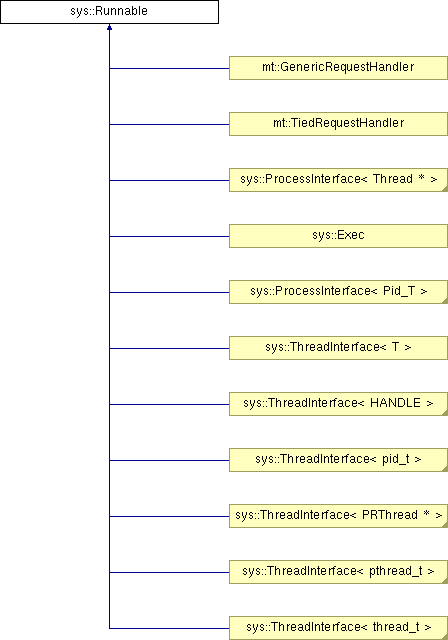 sys::Runnable
mt::GenericRequestHandler
mt::TiedRequestHandler
sys::ProcessInterface< Thread * >
sys::Exec
sys::ProcessInterface< Pid_T >
sys::ThreadInterface< T >
sys::ThreadInterface< HANDLE >
sys::ThreadInterface< pid_t >
sys::ThreadInterface< PRThread * >
sys::ThreadInterface< pthread_t >
sys::ThreadInterface< thread_t >